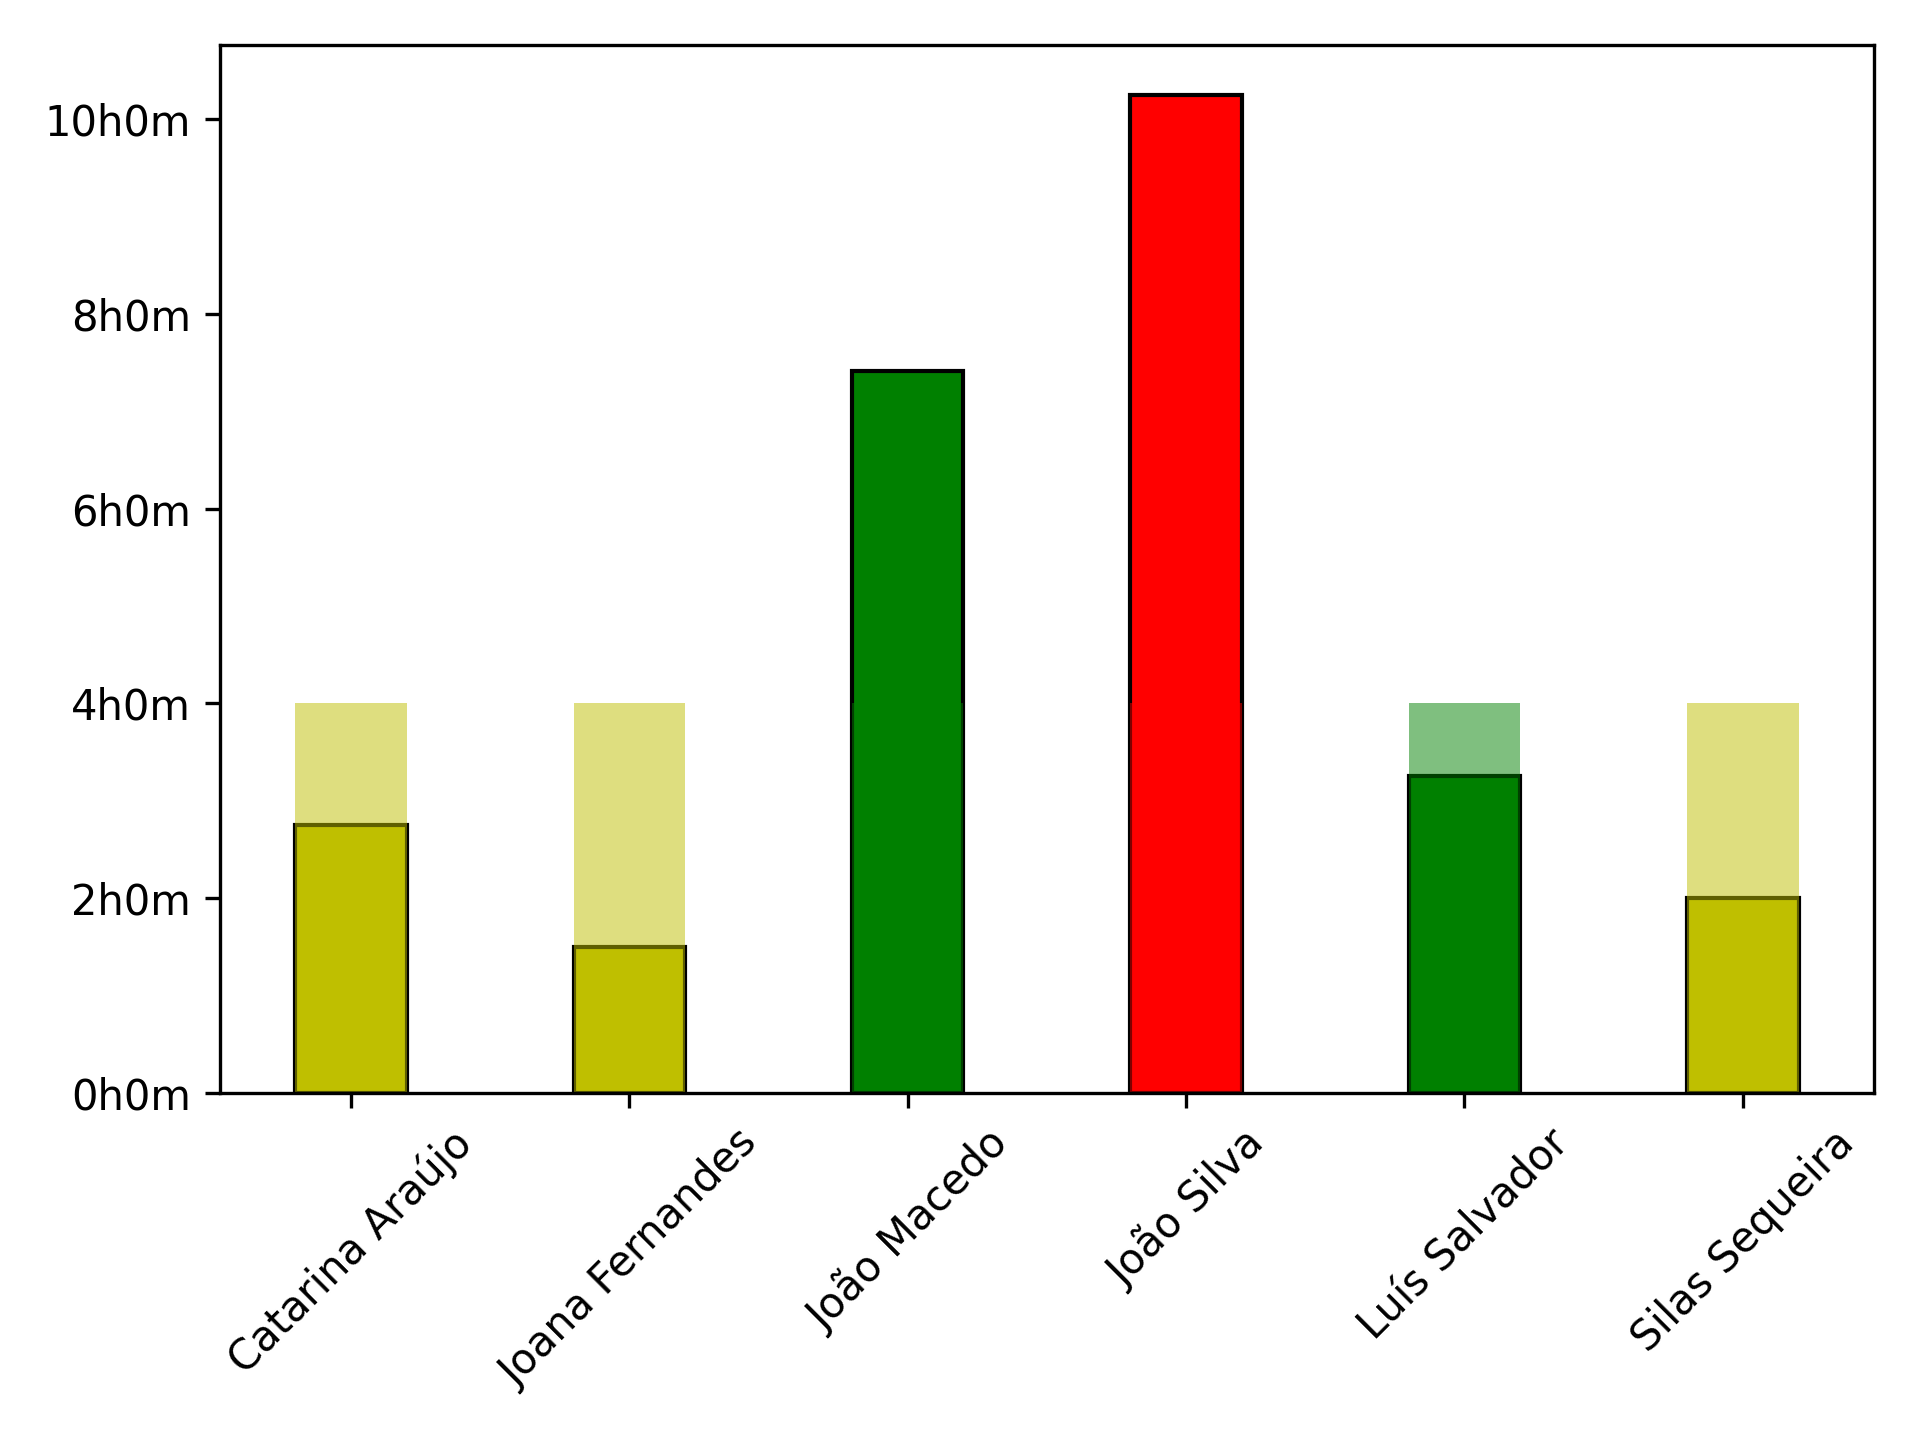 10h0m
8h0m
6h0m
4h0m
2h0m
0h0m
Catarina Araújo
Joana Fernandes
João Macedo
João Silva
Luís Salvador
Silas Sequeira